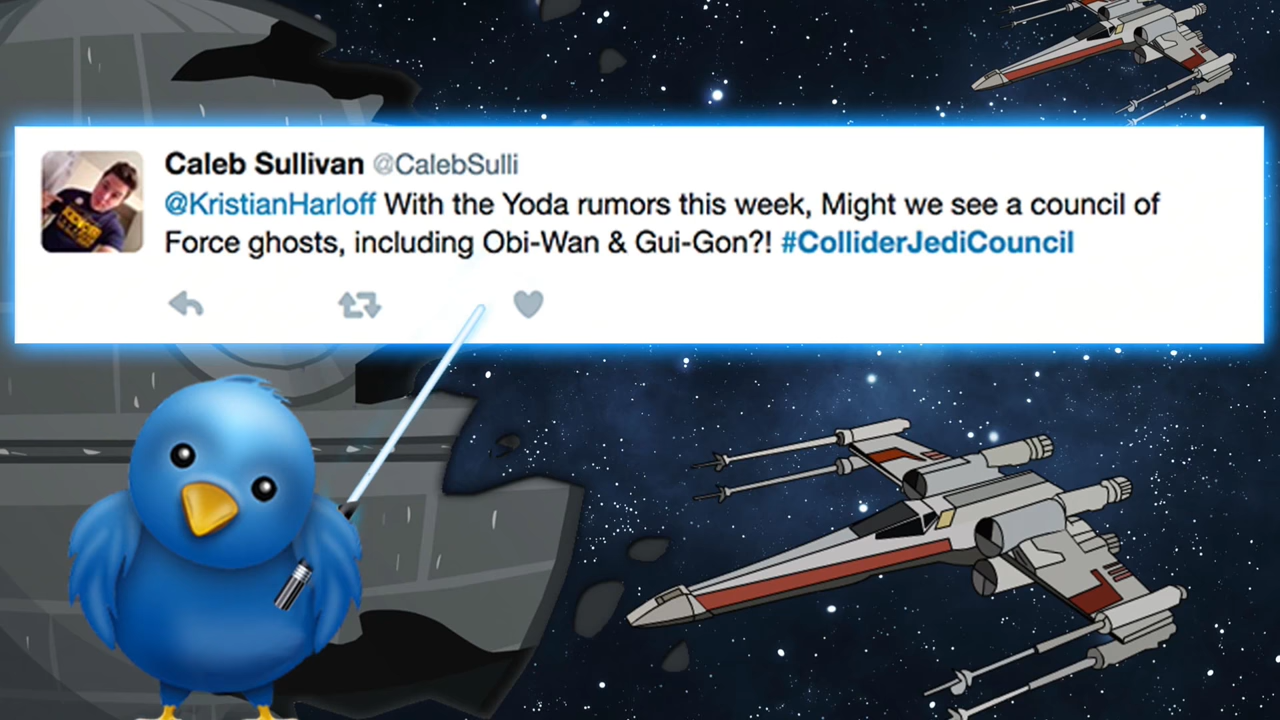 Caleb Sullivan @CalebSulli
@KristianHarloff With the Yoda rumors this week, Might we see a council of
Force ghosts, including Obi-Wan & Gui-Gon?! #ColliderJediCouncil